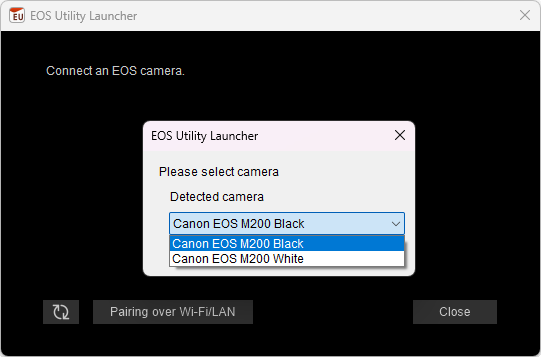 EU EOS Utility Launcher
Connect an EOS camera.
EOS Utility Launcher
Please select camera
Detected camera
Canon EOS M200 Black
Canon EOS M200 Black
Canon EOS M200 White
Pairing over Wi-Fi/LAN Close